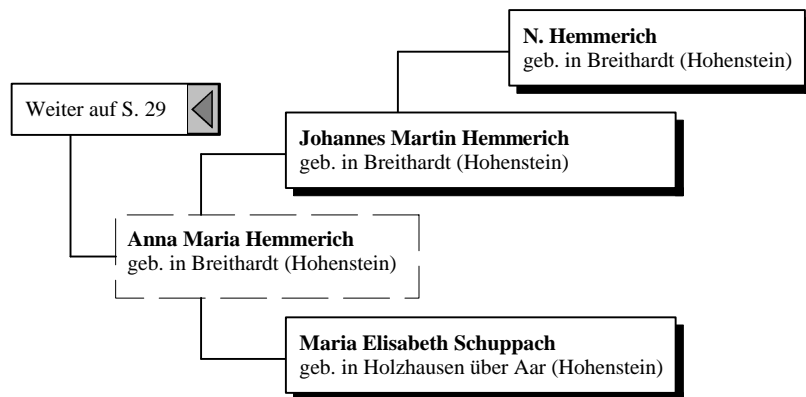 N. Hemmerich
geb. in Breithardt (Hohenstein)
Weiter auf S. 29
Johannes Martin Hemmerich
geb. in Breithardt (Hohenstein)
Anna Maria Hemmerich
geb. in Breithardt (Hohenstein)
Maria Elisabeth Schuppach
geb. in Holzhausen über Aar (Hohenstein)